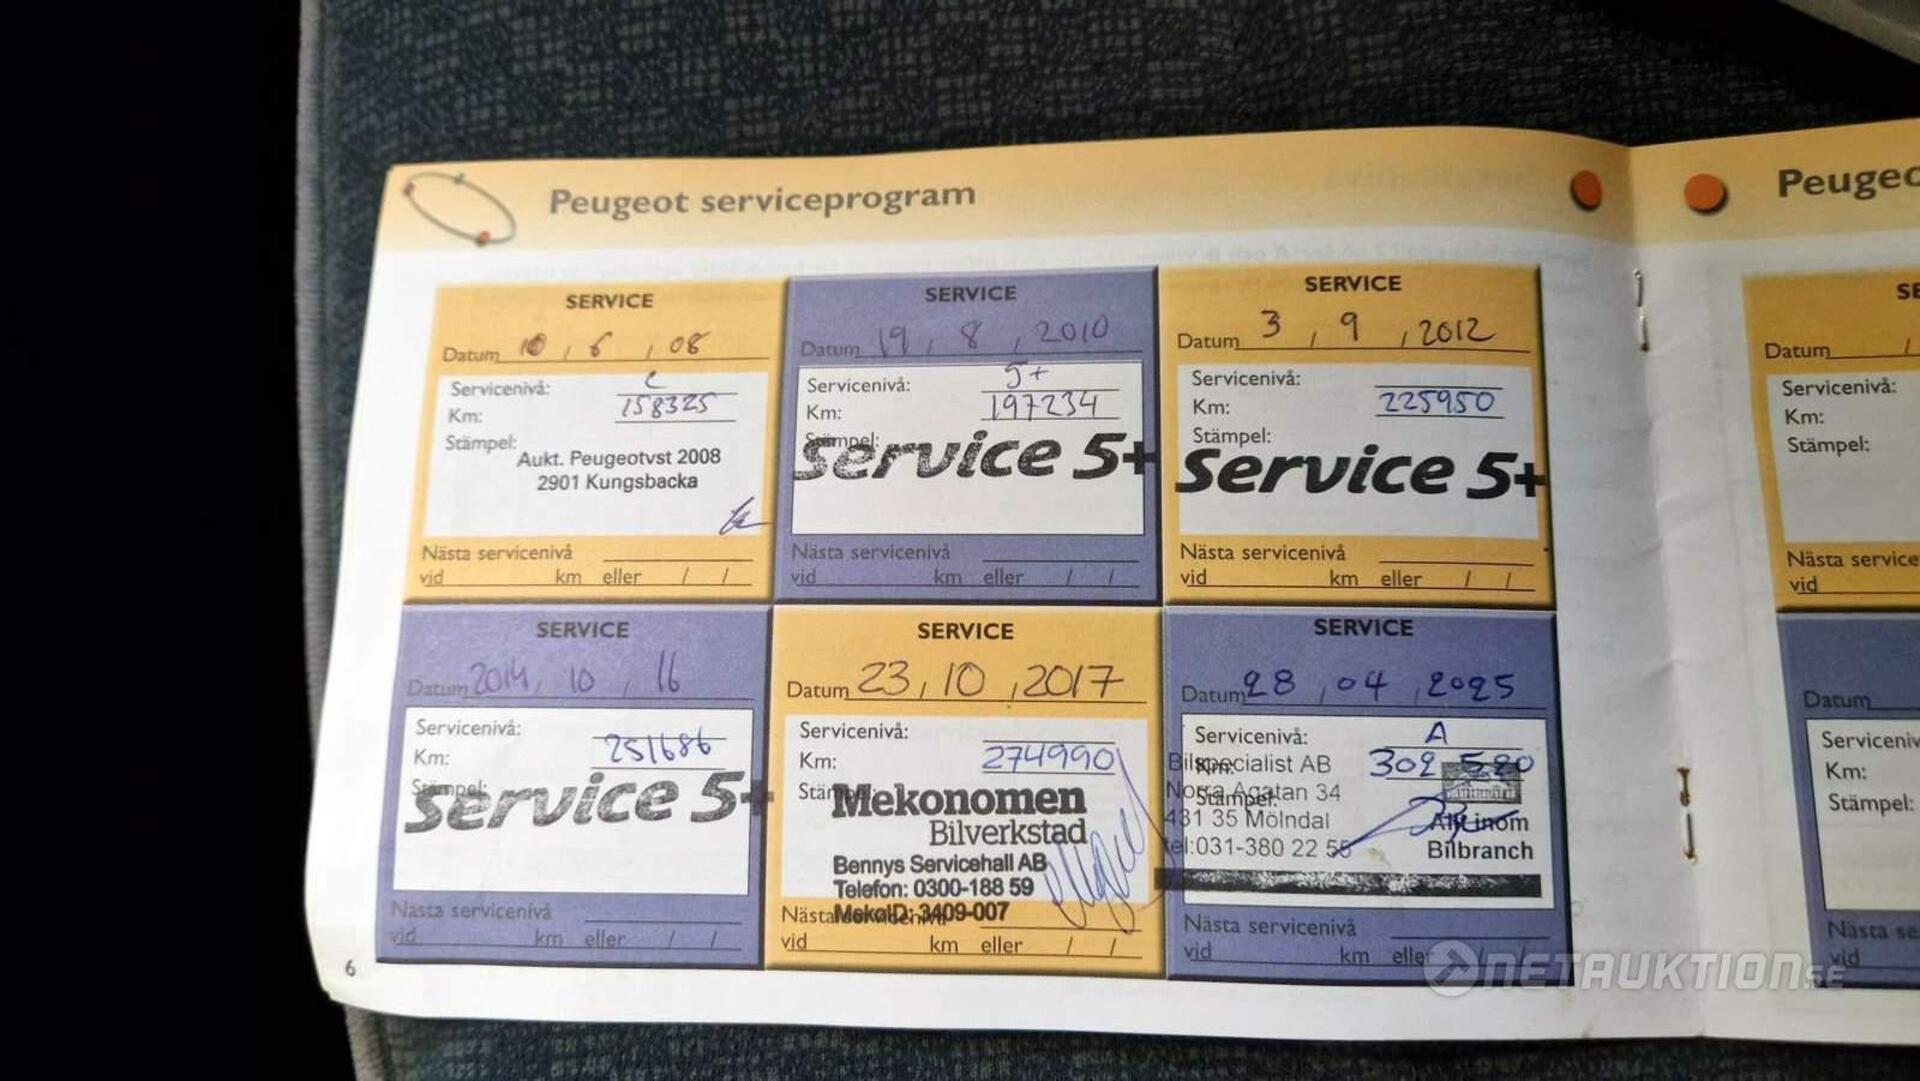 Peugeot serviceprogram
SERVICE
Datum 10 / 6 / 08
Servicenivå: C
Km: 158325
Stämpel:
Aukt. Peugeotvst 2008
2901 Kungsbacka
Nästa servicenivå
vid km eller / /
SERVICE
Datum 19 / 8 / 2010
Servicenivå: 5+
Km: 197234
Stämpel:
Service 5+
Nästa servicenivå
vid km eller / /
SERVICE
Datum 3 / 9 / 2012
Servicenivå:
Km: 225950
Stämpel:
Service 5+
Nästa servicenivå
vid km eller / /
SERVICE
Datum 2014 / 10 / 16
Servicenivå:
Km: 251686
Stämpel:
Service 5+
Nästa servicenivå
vid km eller / /
SERVICE
Datum 23 / 10 / 2017
Servicenivå:
Km: 274990
Mekonomen
Bilverkstad
Bennys Servicehall AB
Telefon: 0300-188 59
MekoID: 3409-007
Nästa
vid km eller / /
SERVICE
Datum 28 / 04 / 2025
Servicenivå: A
Km: 302 520
Stämpel:
Bilspecialist AB
Norra Ågatan 34
431 35 Mölndal
tel:031-380 22 55
Allt Inom
Bilbranch
Nästa servicenivå
vid km eller
6
Peugeo
SE
Datum /
Servicenivå:
Km:
Stämpel:
Nästa service
vid
Datum
Serviceniv
Km:
Stämpel:
Nästa se
vid
NETAUKTION.SE